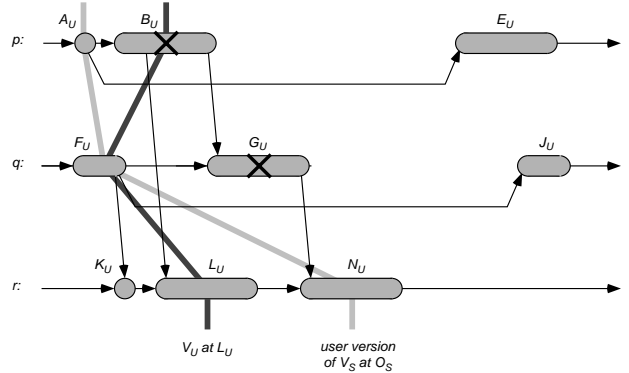 A_U B_U E_U
p:
F_U G_U J_U
q:
K_U L_U N_U
r:
V_U at L_U user version
of V_S at O_S